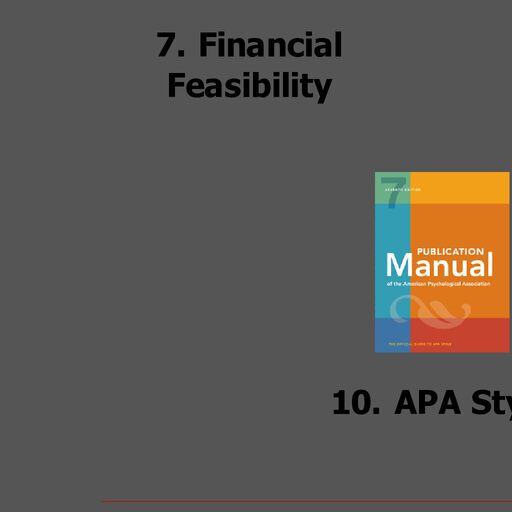 7. Financial
Feasibility
7
SEVENTH EDITION
PUBLICATION
Manual
of the American Psychological Association
THE OFFICIAL GUIDE TO APA STYLE
10. APA Sty